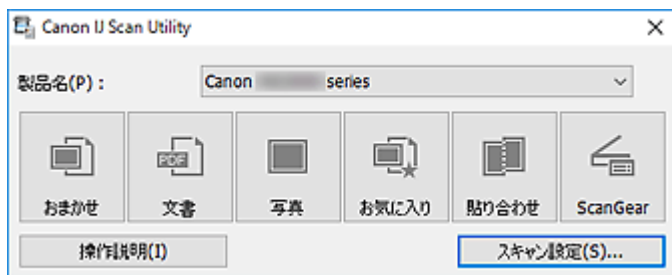 Canon IJ Scan Utility
製品名(P) : Canon series
PDF
おまかせ 文書 写真 お気に入り 貼り合わせ ScanGear
操作説明(I) スキャン設定(S)...